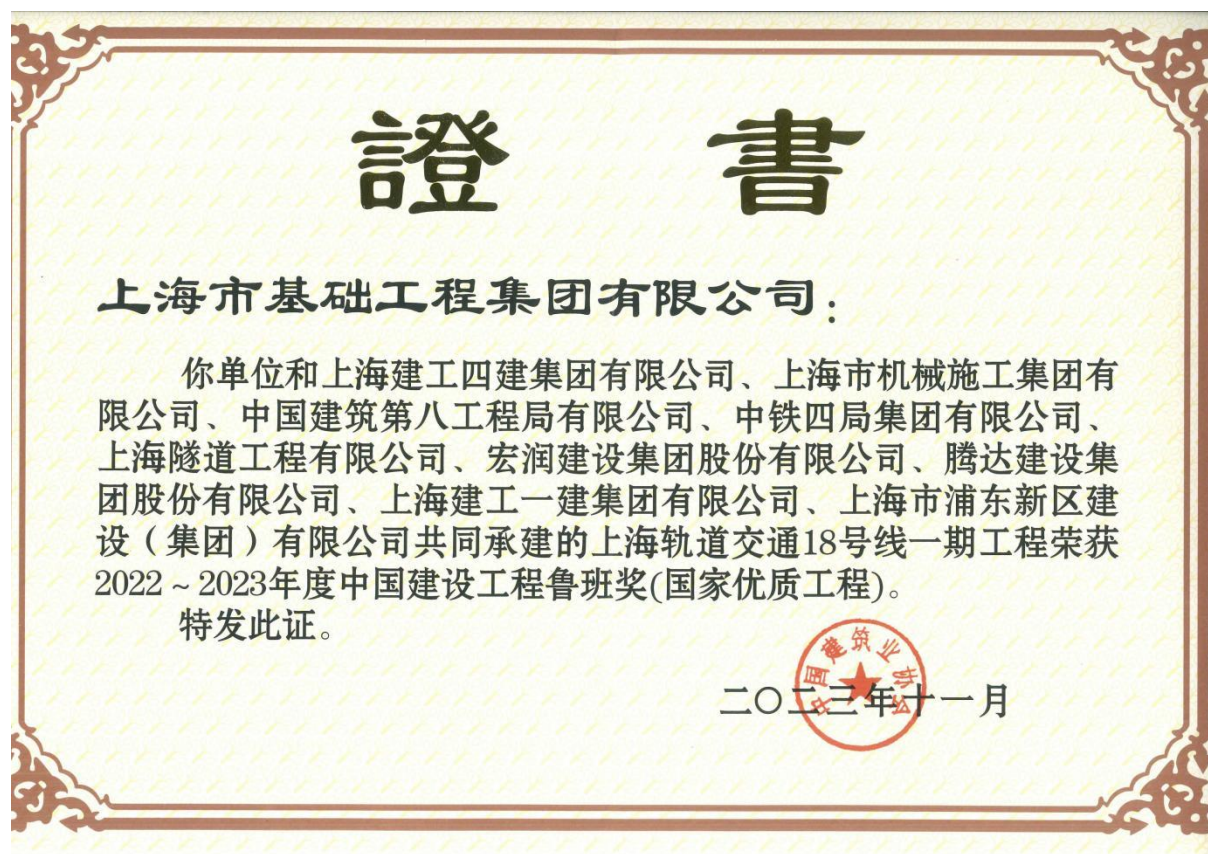 證 書
上海市基础工程集团有限公司：
你单位和上海建工四建集团有限公司、上海市机械施工集团有
限公司、中国建筑第八工程局有限公司、中铁四局集团有限公司、
上海隧道工程有限公司、宏润建设集团股份有限公司、腾达建设集
团股份有限公司、上海建工一建集团有限公司、上海市浦东新区建
设（集团）有限公司共同承建的上海轨道交通18号线一期工程荣获
2022～2023年度中国建设工程鲁班奖(国家优质工程)。
特发此证。
中国建筑业协会
二〇二三年十一月